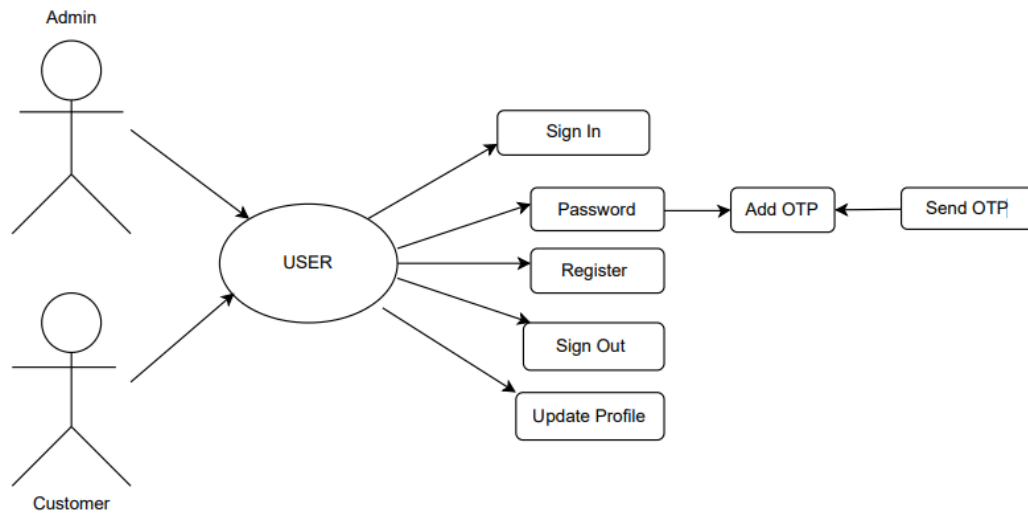 Admin
Sign In
Password
Add OTP
Send OTP
USER
Register
Sign Out
Update Profile
Customer